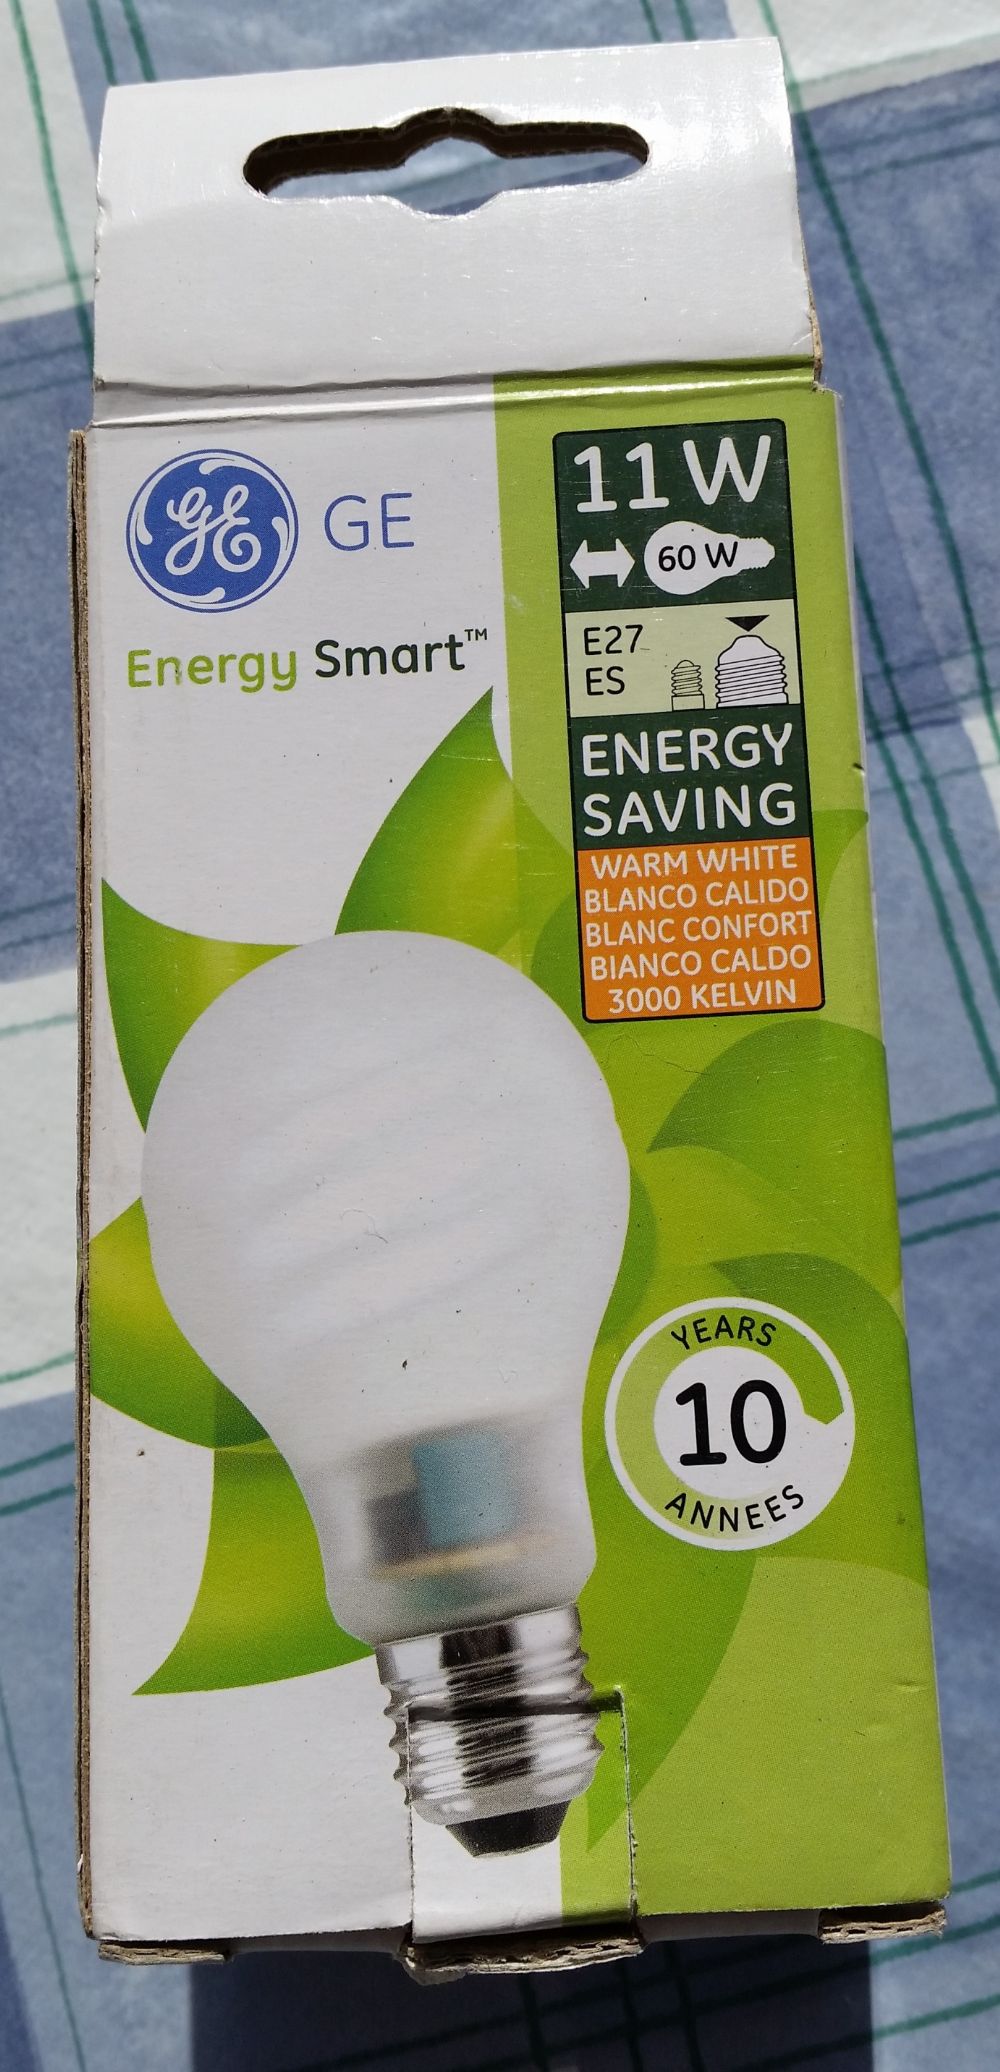 GE GE
Energy Smart™
11W
60 W
E27
ES
ENERGY
SAVING
WARM WHITE
BLANCO CALIDO
BLANC CONFORT
BIANCO CALDO
3000 KELVIN
YEARS
10
ANNEES